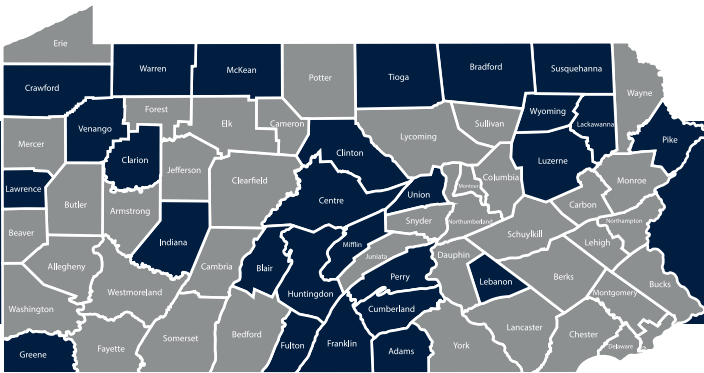 Erie
Crawford
Warren
McKean
Potter
Tioga
Bradford
Susquehanna
Wayne
Forest
Elk
Cameron
Venango
Mercer
Clarion
Jefferson
Clearfield
Clinton
Lycoming
Sullivan
Wyoming
Lackawanna
Pike
Luzerne
Columbia
Montour
Monroe
Carbon
Lawrence
Butler
Armstrong
Indiana
Centre
Union
Snyder
Northumberland
Schuylkill
Northampton
Lehigh
Beaver
Allegheny
Westmoreland
Cambria
Blair
Huntingdon
Mifflin
Juniata
Perry
Dauphin
Lebanon
Berks
Montgomery
Bucks
Washington
Greene
Fayette
Somerset
Bedford
Fulton
Franklin
Cumberland
Adams
York
Lancaster
Chester
Delaware